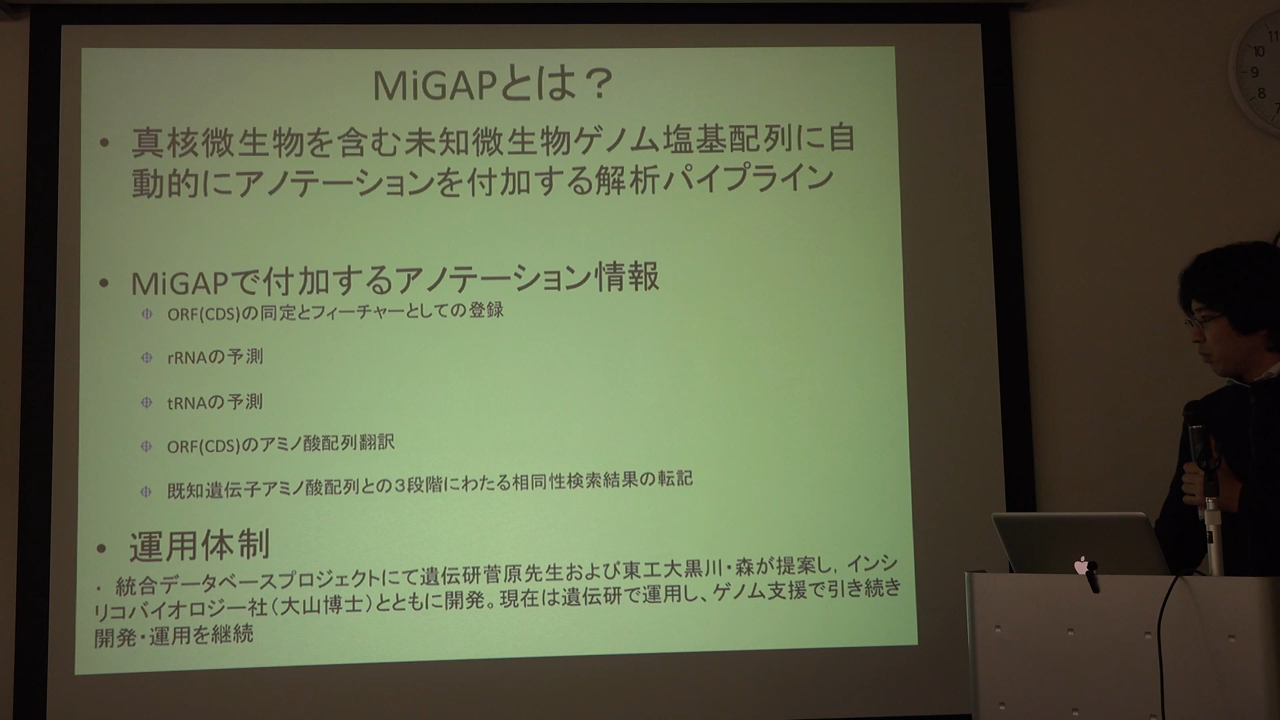 MiGAPとは？
• 真核微生物を含む未知微生物ゲノム塩基配列に自
動的にアノテーションを付加する解析パイプライン
• MiGAPで付加するアノテーション情報
ORF(CDS)の同定とフィーチャーとしての登録
rRNAの予測
tRNAの予測
ORF(CDS)のアミノ酸配列翻訳
既知遺伝子アミノ酸配列との３段階にわたる相同性検索結果の転記
• 運用体制
・ 統合データベースプロジェクトにて遺伝研菅原先生および東工大黒川・森が提案し，インシ
リコバイオロジー社（大山博士）とともに開発。現在は遺伝研で運用し、ゲノム支援で引き続き
開発・運用を継続
11
10
9
8